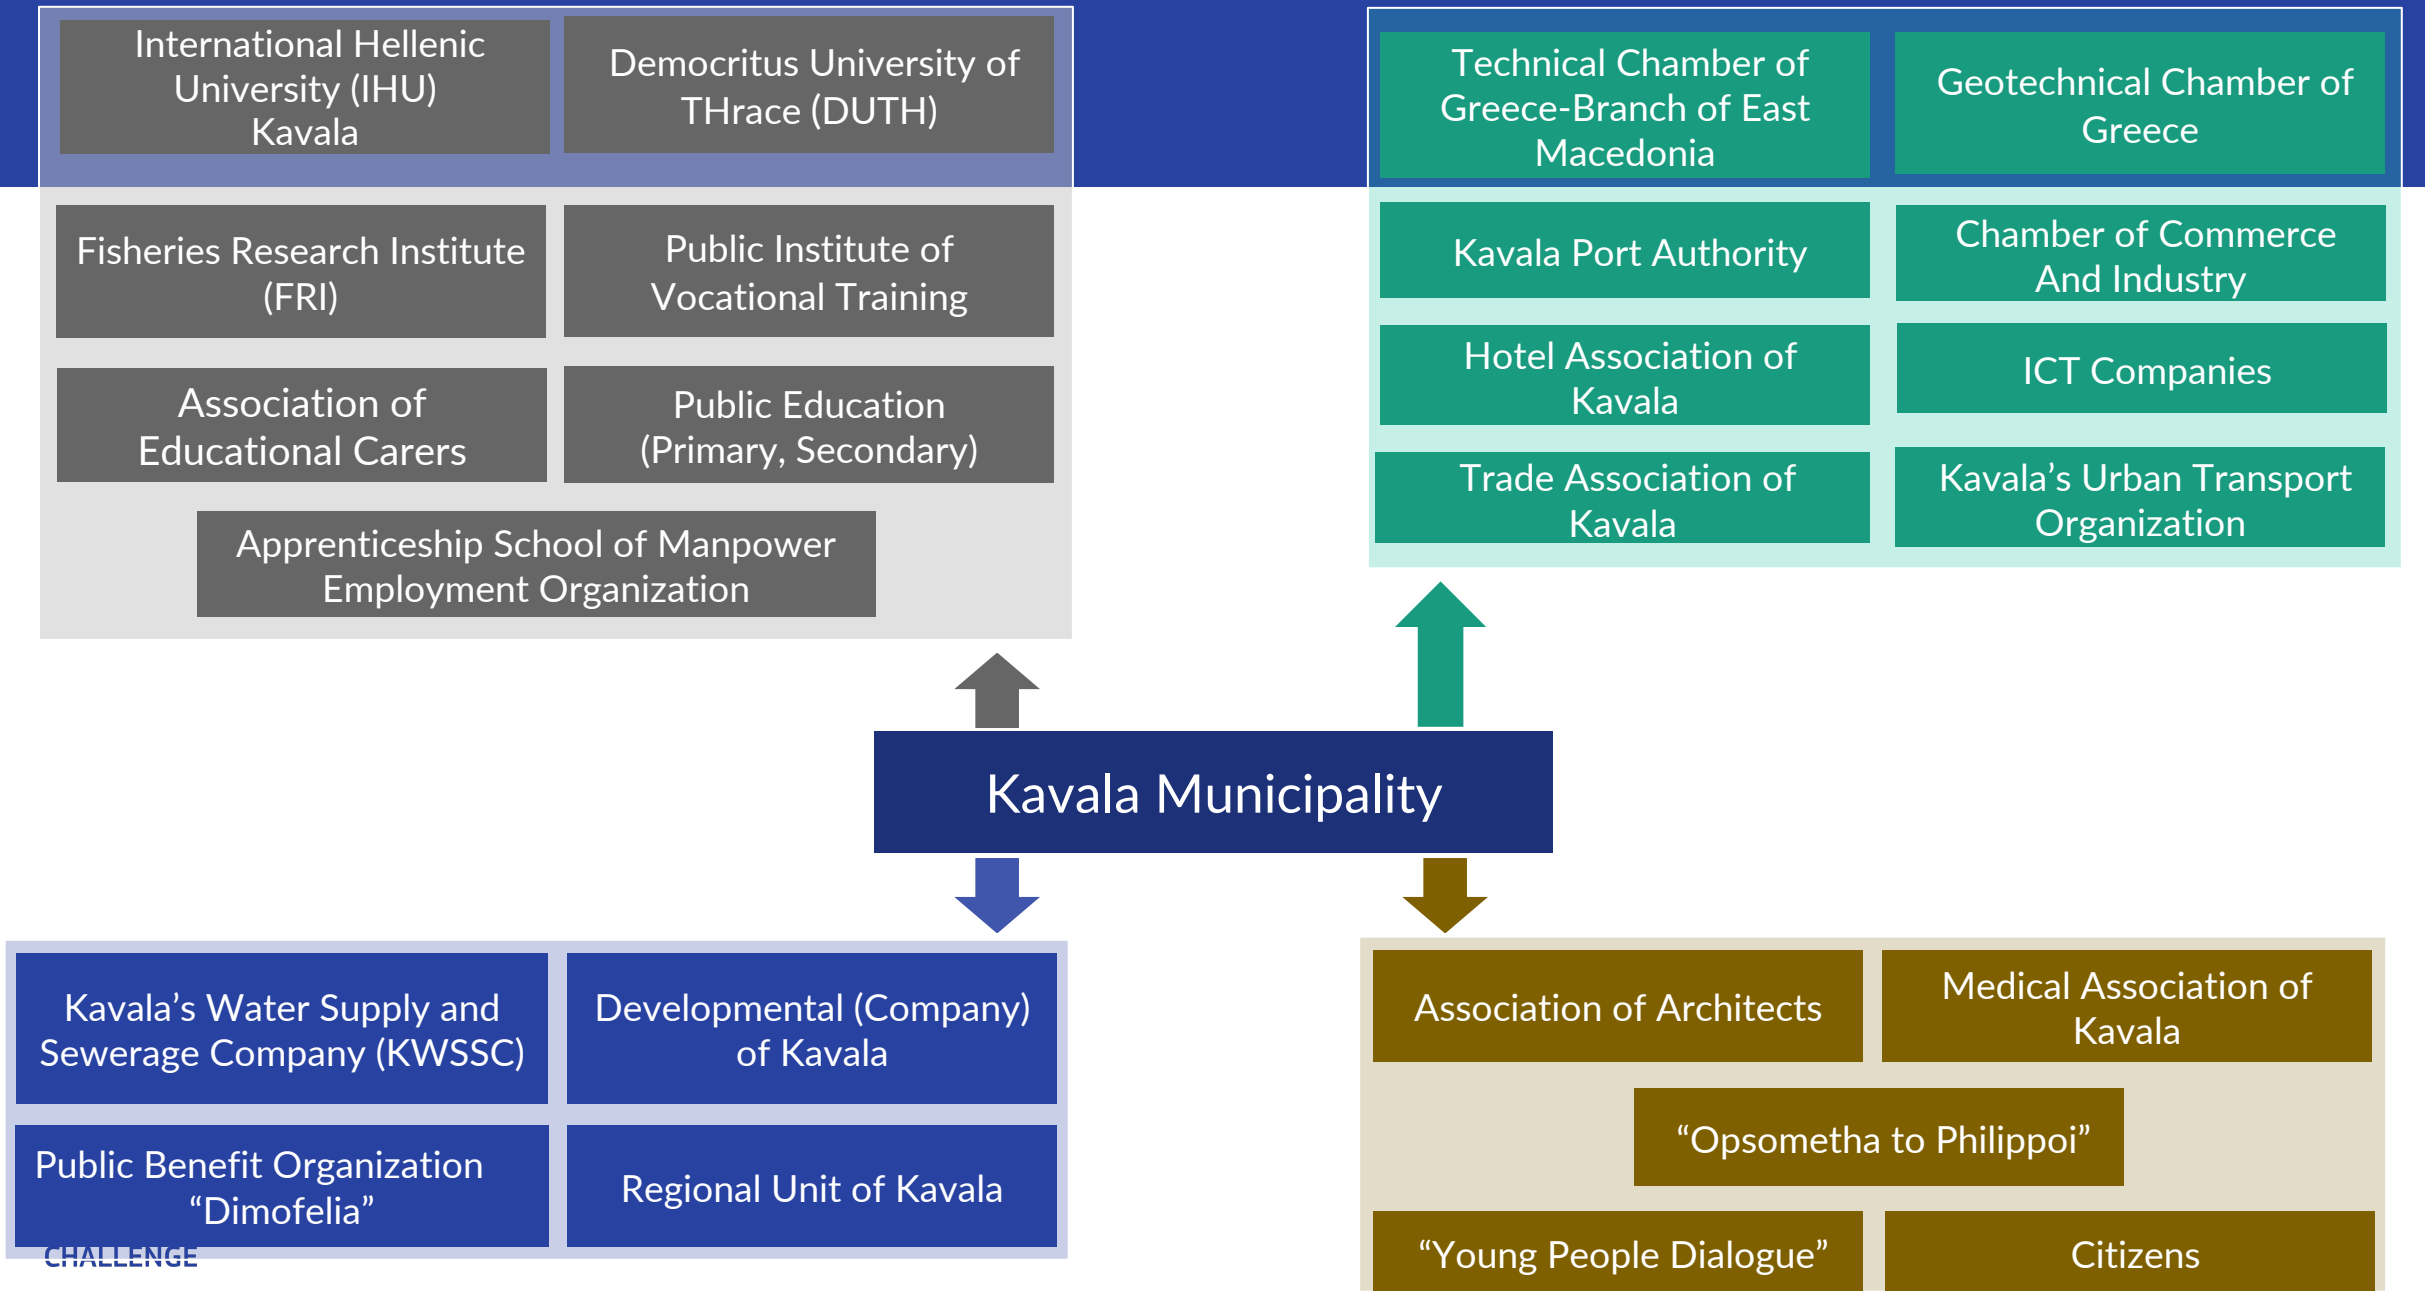 International Hellenic
University (IHU)
Kavala
Democritus University of
THrace (DUTH)
Fisheries Research Institute
(FRI)
Public Institute of
Vocational Training
Association of
Educational Carers
Public Education
(Primary, Secondary)
Apprenticeship School of Manpower
Employment Organization
Technical Chamber of
Greece-Branch of East
Macedonia
Geotechnical Chamber of
Greece
Kavala Port Authority
Chamber of Commerce
And Industry
Hotel Association of
Kavala
ICT Companies
Trade Association of
Kavala
Kavala’s Urban Transport
Organization
Kavala Municipality
Kavala’s Water Supply and
Sewerage Company (KWSSC)
Developmental (Company)
of Kavala
Public Benefit Organization
“Dimofelia”
Regional Unit of Kavala
CHALLENGE
Association of Architects
Medical Association of
Kavala
“Opsometha to Philippoi”
“Young People Dialogue”
Citizens